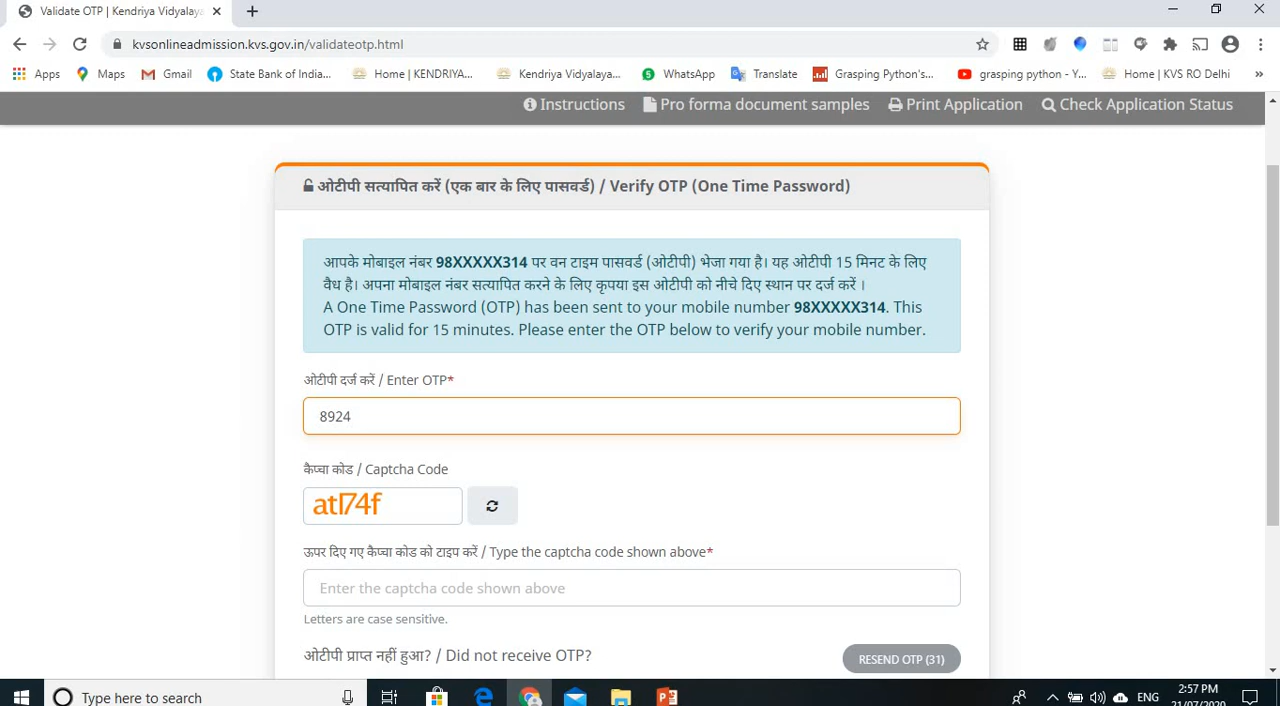 Validate OTP | Kendriya Vidyalaya
kvsonlineadmission.kvs.gov.in/validateotp.html
Apps Maps Gmail State Bank of India... Home | KENDRIYA... Kendriya Vidyalaya... WhatsApp Translate Grasping Python's... grasping python - Y... Home | KVS RO Delhi »
Instructions Pro forma document samples Print Application Check Application Status
ओटीपी सत्यापित करें (एक बार के लिए पासवर्ड) / Verify OTP (One Time Password)
आपके मोबाइल नंबर 98XXXXX314 पर वन टाइम पासवर्ड (ओटीपी) भेजा गया है। यह ओटीपी 15 मिनट के लिए
वैध है। अपना मोबाइल नंबर सत्यापित करने के लिए कृपया इस ओटीपी को नीचे दिए स्थान पर दर्ज करें ।
A One Time Password (OTP) has been sent to your mobile number 98XXXXX314. This
OTP is valid for 15 minutes. Please enter the OTP below to verify your mobile number.
ओटीपी दर्ज करें / Enter OTP*
8924
कैप्चा कोड / Captcha Code
atl74f
ऊपर दिए गए कैप्चा कोड को टाइप करें / Type the captcha code shown above*
Enter the captcha code shown above
Letters are case sensitive.
ओटीपी प्राप्त नहीं हुआ? / Did not receive OTP?
RESEND OTP (31)
Type here to search
ENG
2:57 PM
21/07/2020